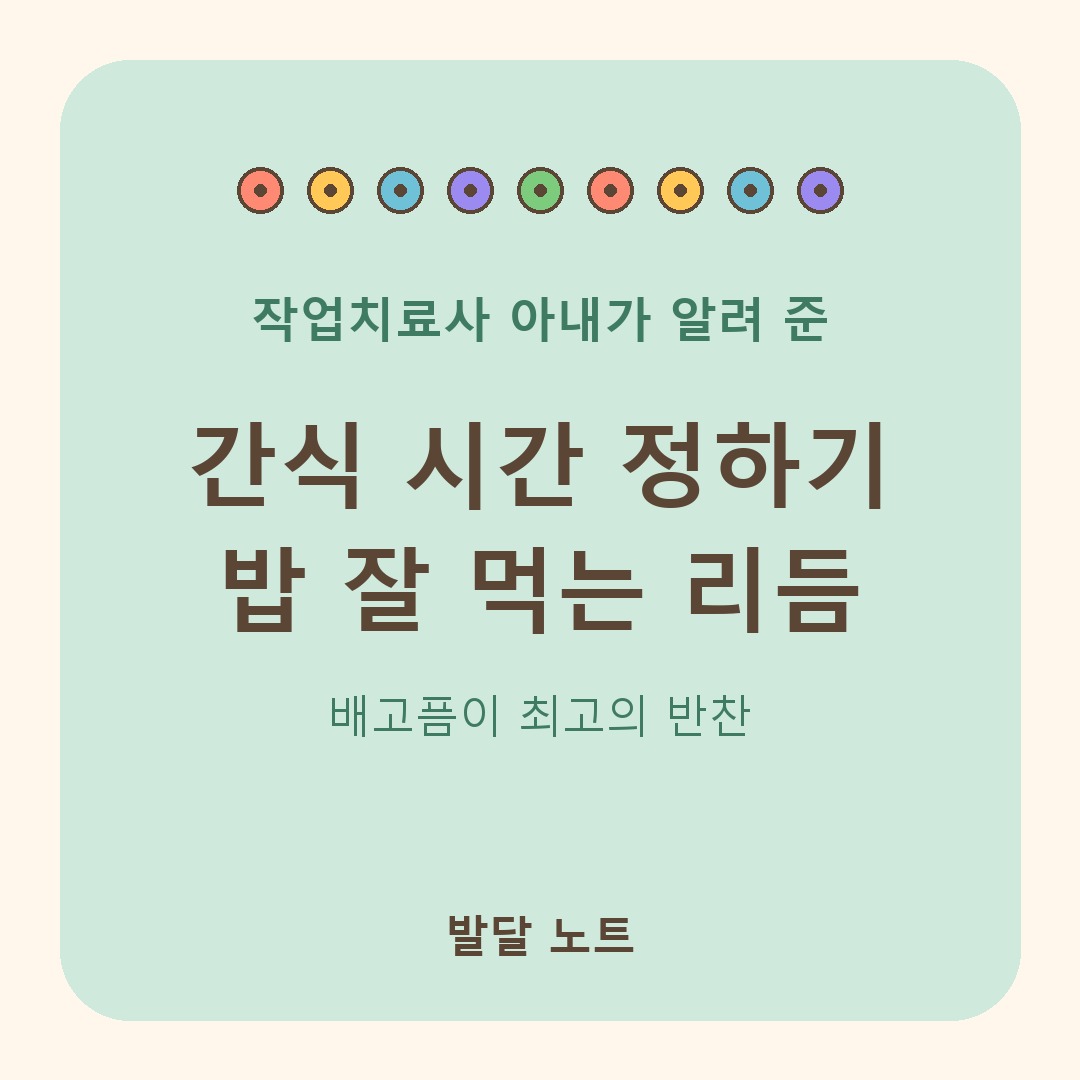 작업치료사 아내가 알려 준
간식 시간 정하기
밥 잘 먹는 리듬
배고픔이 최고의 반찬
발달 노트